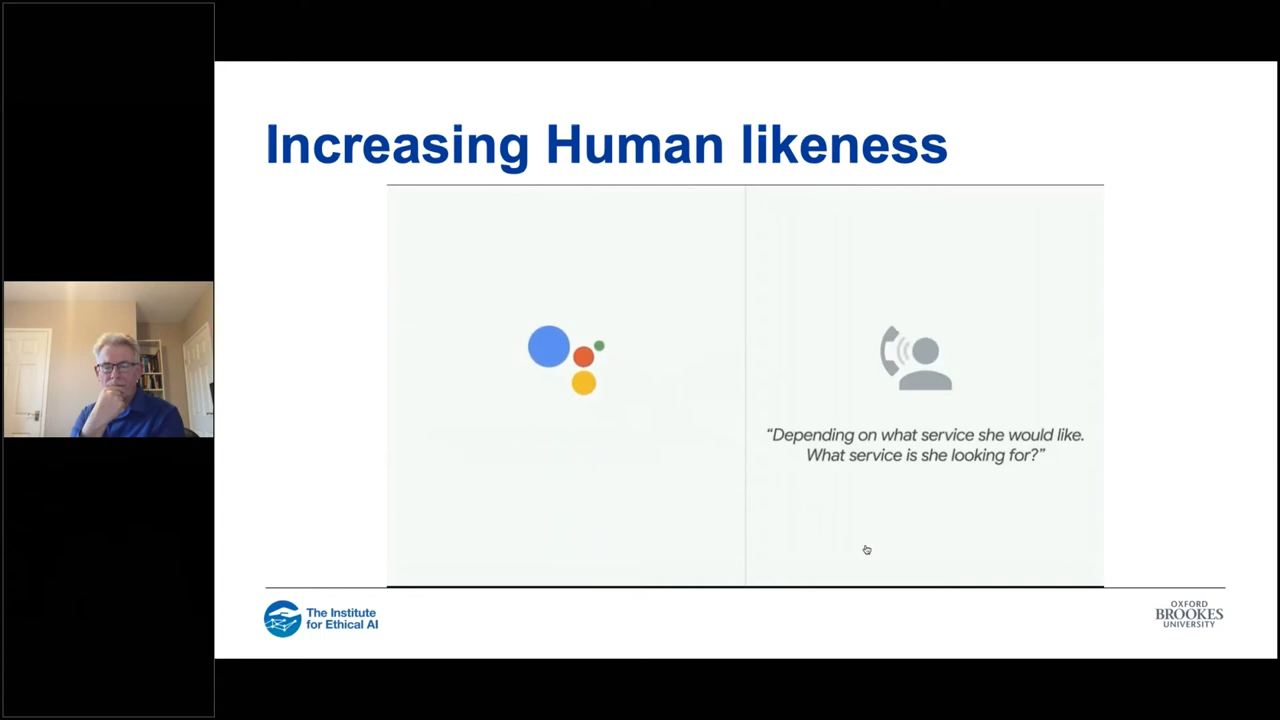 Increasing Human likeness
“Depending on what service she would like.
What service is she looking for?”
The Institute
for Ethical AI
OXFORD
BROOKES
UNIVERSITY